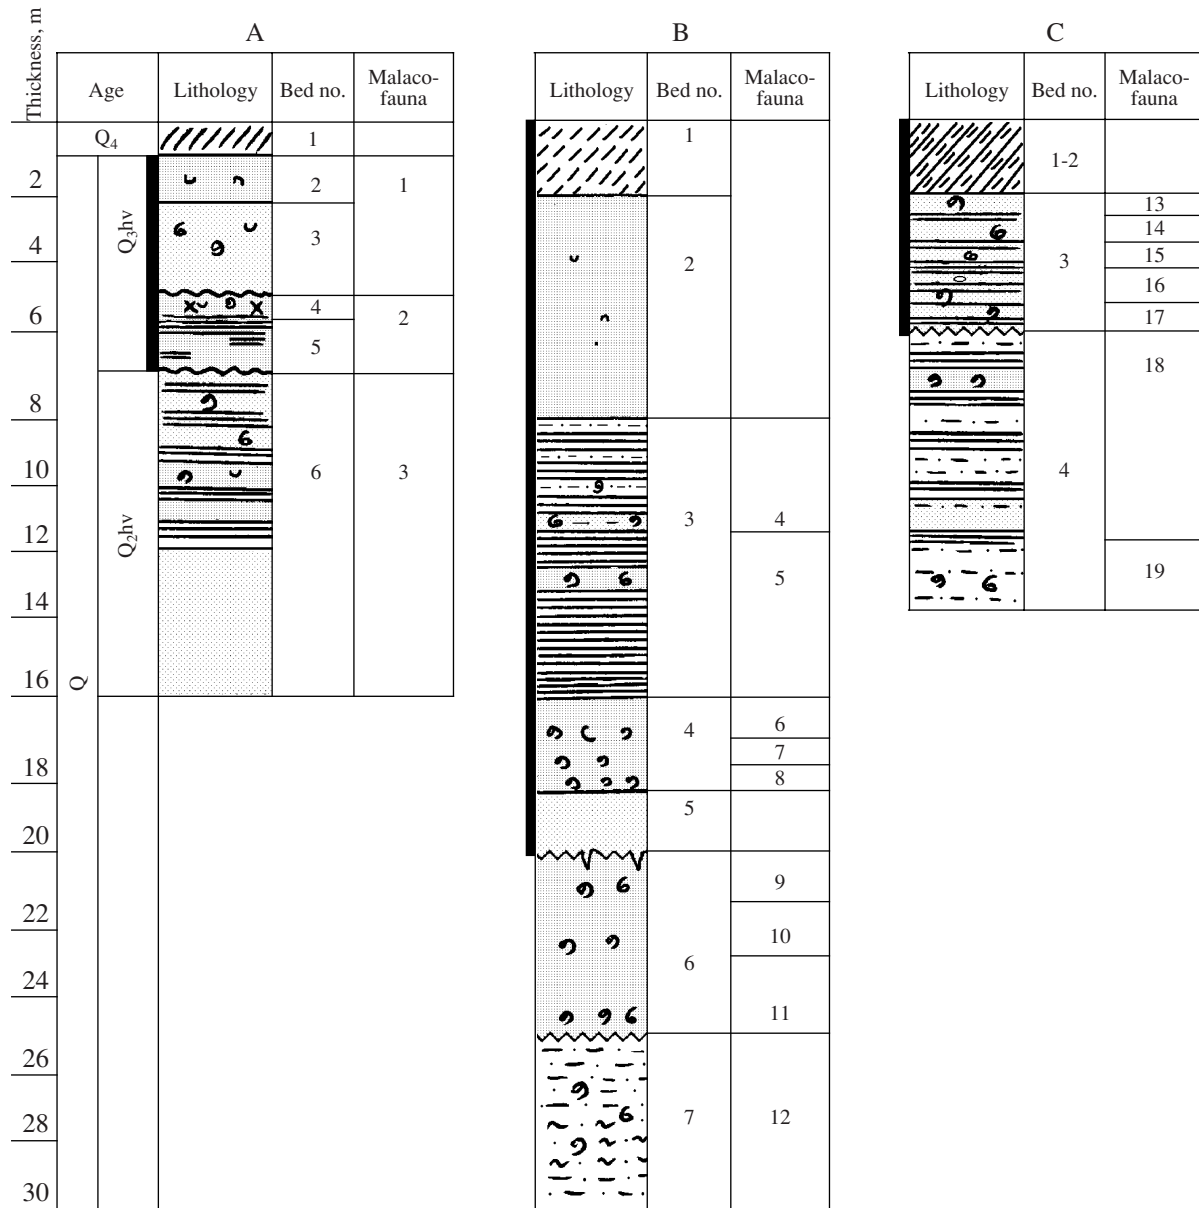 Thickness, m
A
B
C
Age
Lithology
Bed no.
Malaco-
fauna
Lithology
Bed no.
Malaco-
fauna
Lithology
Bed no.
Malaco-
fauna
2
4
6
8
10
12
14
16
18
20
22
24
26
28
30
Q4
Q
Q3hv
Q2hv
1
2
3
4
5
6
1
2
3
1
2
3
4
5
6
7
4
5
6
7
8
9
10
11
12
1-2
3
4
13
14
15
16
17
18
19